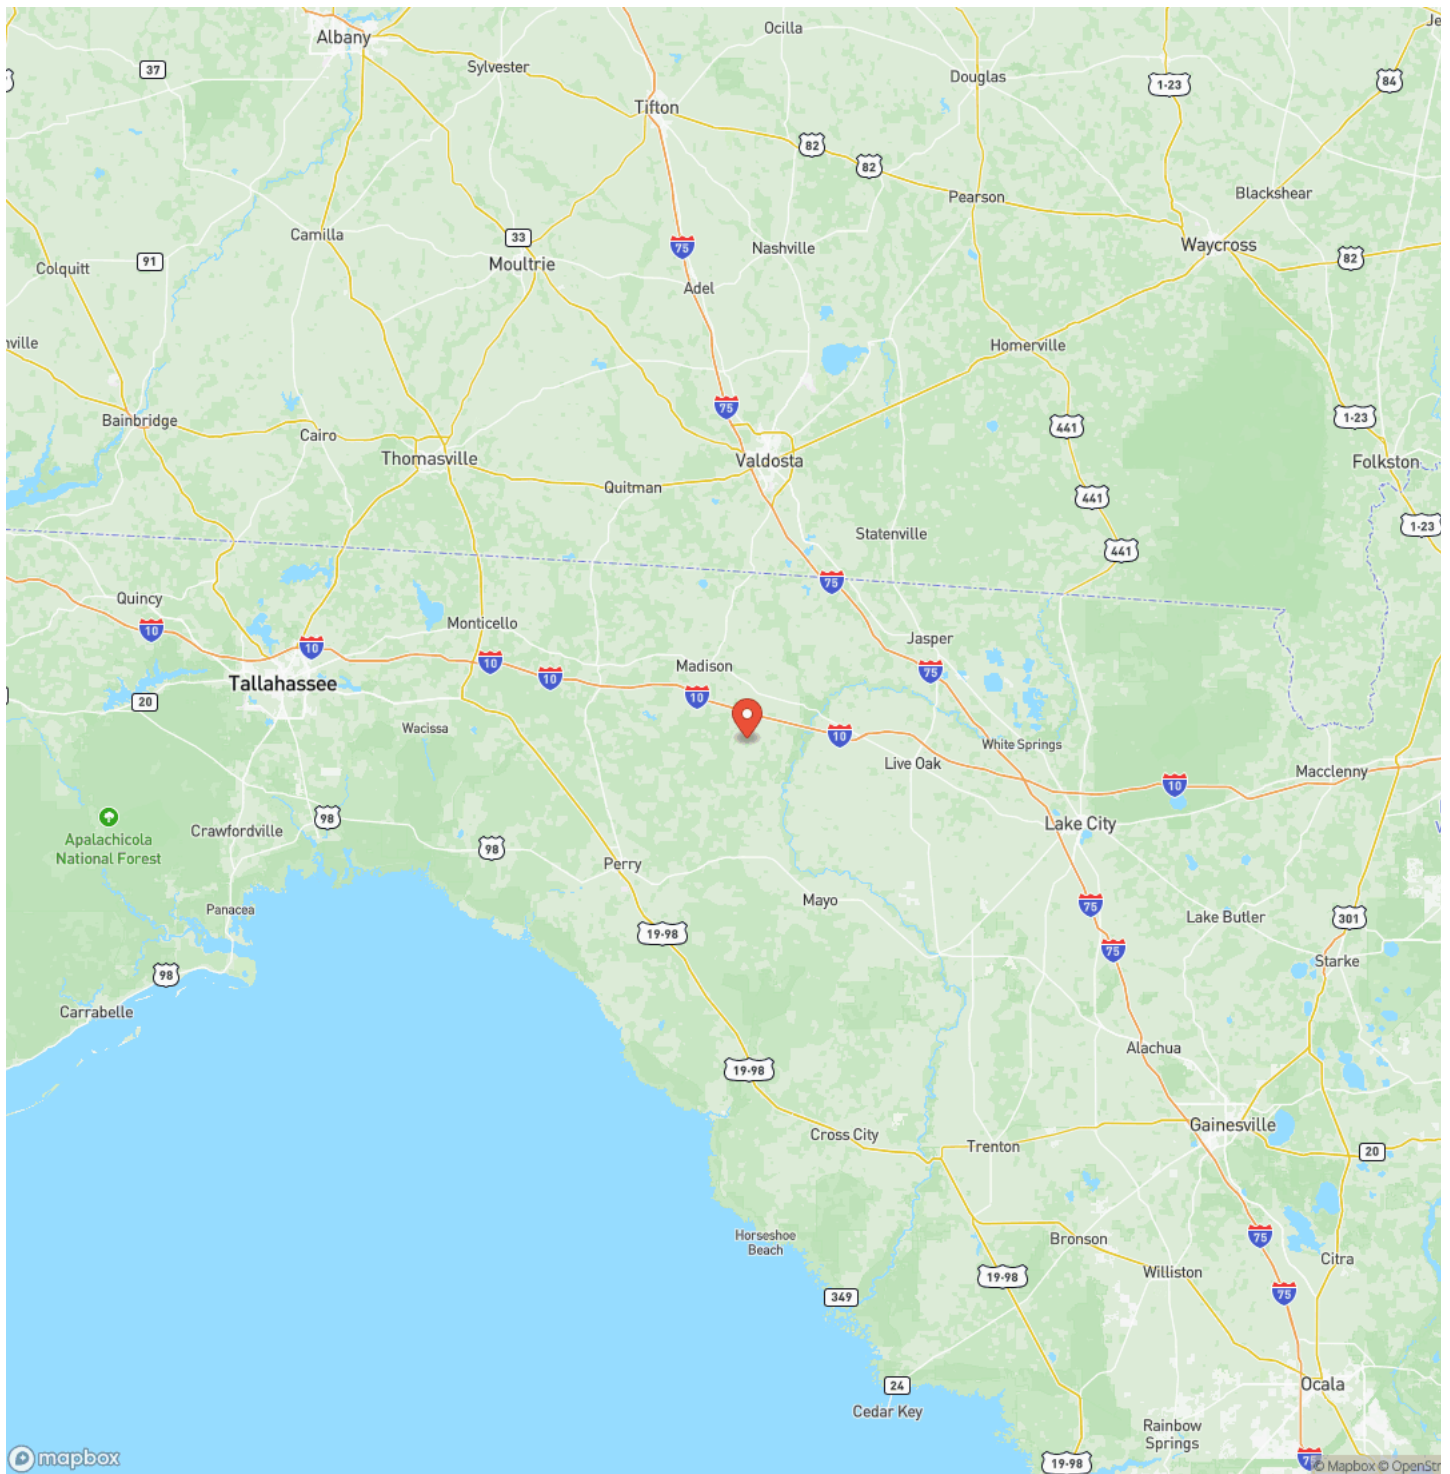 Albany
Ocilla
37
Sylvester
Douglas
1-23
84
Tifton
82
82
Pearson
Blackshear
Camilla
33
75
Nashville
Waycross
Colquitt
91
Moultrie
82
Adel
Homerville
Bainbridge
Cairo
75
441
1-23
Thomasville
Valdosta
Folkston
Quitman
441
Statenville
1-23
441
75
Quincy
10
Monticello
Jasper
10
10
10
Madison
75
Tallahassee
10
20
Wacissa
10
White Springs
Live Oak
Macclenny
10
98
Apalachicola
National Forest
Crawfordville
98
Lake City
Perry
Mayo
75
Panacea
Lake Butler
301
19-98
75
Starke
98
Carrabelle
Alachua
19-98
Gainesville
Cross City
Trenton
20
Horseshoe
Beach
Bronson
75
Citra
Williston
19-98
349
75
24
Ocala
Cedar Key
Rainbow
Springs
mapbox
19-98
75
© Mapbox © OpenStr